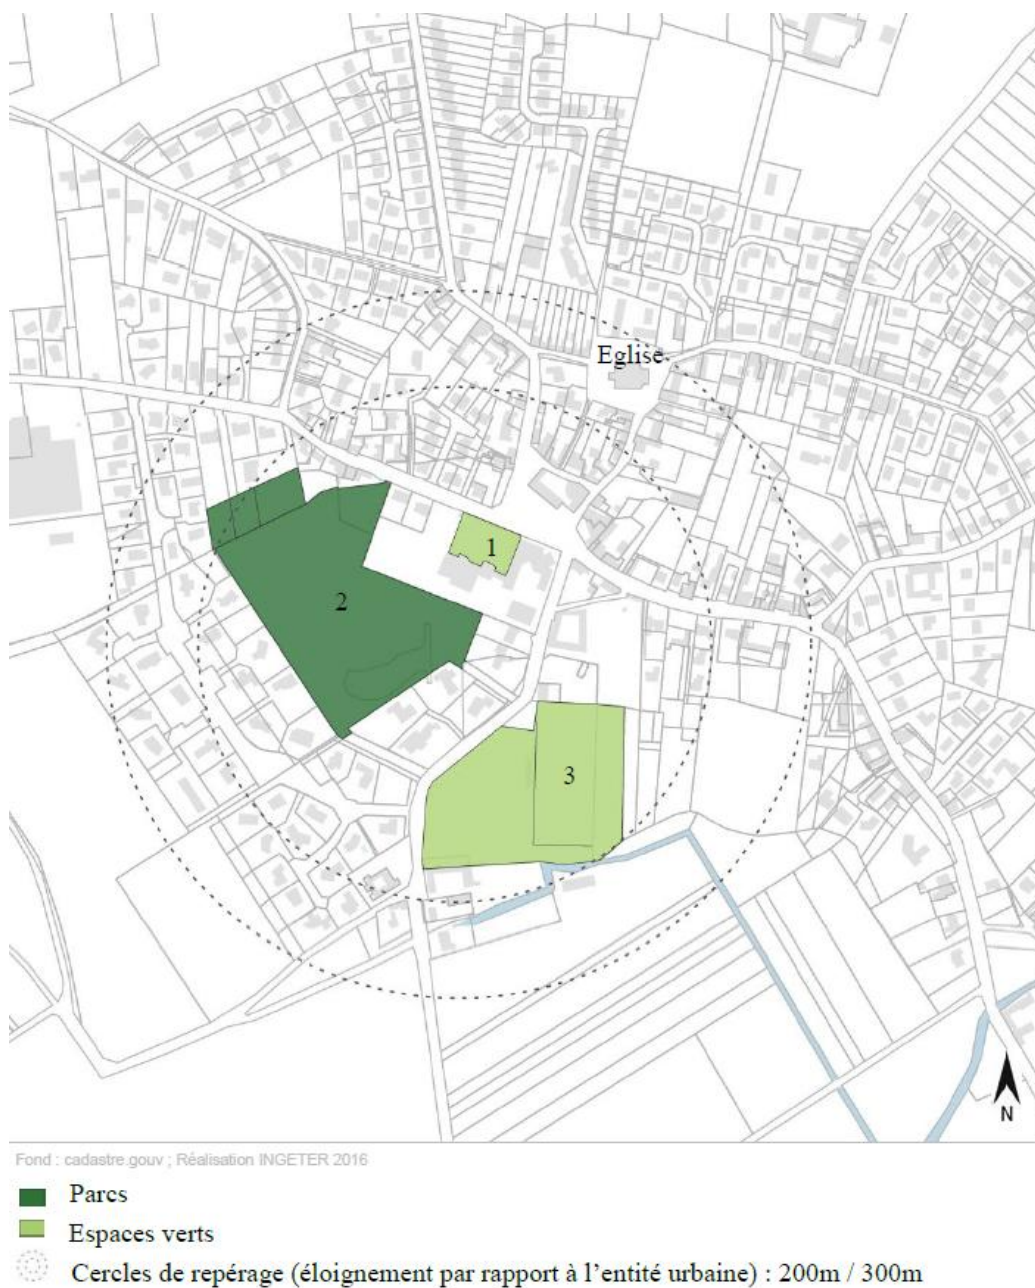 Eglise
1
2
3
N
Fond : cadastre.gouv ; Réalisation INGETER 2016
Parcs
Espaces verts
Cercles de repérage (éloignement par rapport à l'entité urbaine) : 200m / 300m